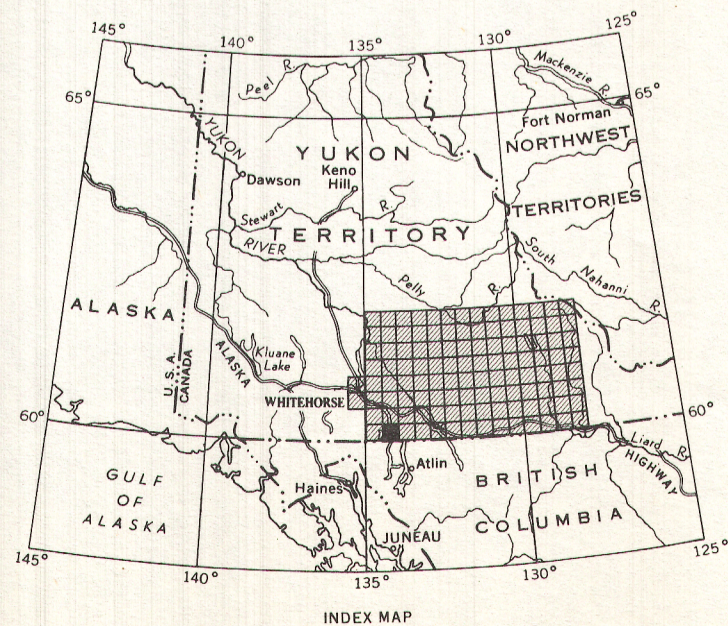 145°
140°
135°
130°
125°
65°
Peel R.
Mackenzie R.
65°
Fort Norman
YUKON
YUKON
NORTHWEST
Dawson
Keno
Hill
TERRITORIES
Stewart R.
TERRITORY
RIVER
South Nahanni R.
Pelly R.
ALASKA
Kluane
Lake
ALASKA
U.S.A.
CANADA
WHITEHORSE
60°
60°
Liard R.
HIGHWAY
Atlin
BRITISH
GULF
OF
ALASKA
Haines
COLUMBIA
JUNEAU
145°
140°
135°
130°
125°
INDEX MAP